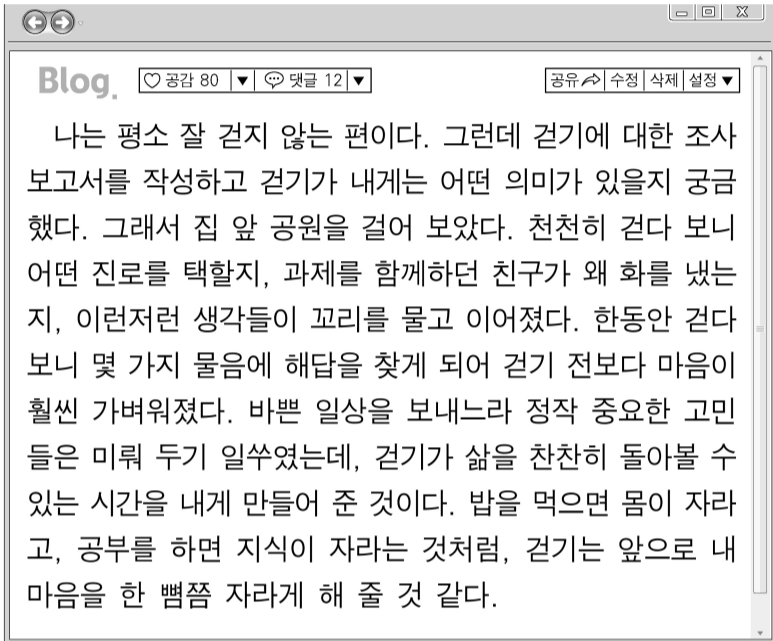 Blog. ♡ 공감 80 ▼ 댓글 12 ▼ 공유 수정 삭제 설정 ▼
나는 평소 잘 걷지 않는 편이다. 그런데 걷기에 대한 조사
보고서를 작성하고 걷기가 내게는 어떤 의미가 있을지 궁금
했다. 그래서 집 앞 공원을 걸어 보았다. 천천히 걷다 보니
어떤 진로를 택할지, 과제를 함께하던 친구가 왜 화를 냈는
지, 이런저런 생각들이 꼬리를 물고 이어졌다. 한동안 걷다
보니 몇 가지 물음에 해답을 찾게 되어 걷기 전보다 마음이
훨씬 가벼워졌다. 바쁜 일상을 보내느라 정작 중요한 고민
들은 미뤄 두기 일쑤였는데, 걷기가 삶을 찬찬히 돌아볼 수
있는 시간을 내게 만들어 준 것이다. 밥을 먹으면 몸이 자라
고, 공부를 하면 지식이 자라는 것처럼, 걷기는 앞으로 내
마음을 한 뼘쯤 자라게 해 줄 것 같다.